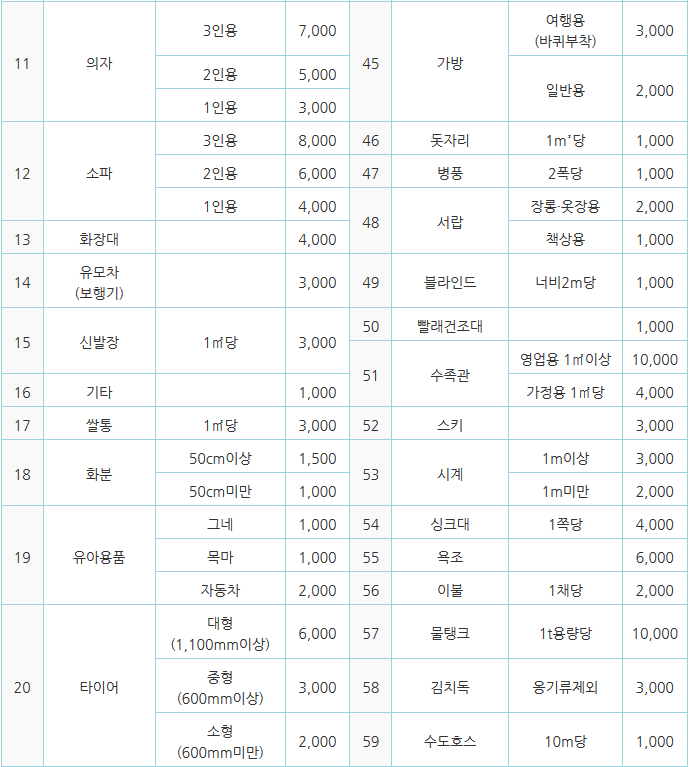 11 의자 3인용 7,000
2인용 5,000
1인용 3,000
12 소파 3인용 8,000
2인용 6,000
1인용 4,000
13 화장대 4,000
14 유모차
(보행기) 3,000
15 신발장 1㎡당 3,000
16 기타 1,000
17 쌀통 1㎡당 3,000
18 화분 50cm이상 1,500
50cm미만 1,000
19 유아용품 그네 1,000
목마 1,000
자동차 2,000
20 타이어 대형
(1,100mm이상) 6,000
중형
(600mm이상) 3,000
소형
(600mm미만) 2,000
45 가방 여행용
(바퀴부착) 3,000
일반용 2,000
46 돗자리 1m²당 1,000
47 병풍 2폭당 1,000
48 서랍 장롱·옷장용 2,000
책상용 1,000
49 블라인드 너비2m당 1,000
50 빨래건조대 1,000
51 수족관 영업용 1㎡이상 10,000
가정용 1㎡당 4,000
52 스키 3,000
53 시계 1m이상 3,000
1m미만 2,000
54 싱크대 1쪽당 4,000
55 욕조 6,000
56 이불 1채당 2,000
57 물탱크 1t용량당 10,000
58 김치독 옹기류제외 3,000
59 수도호스 10m당 1,000